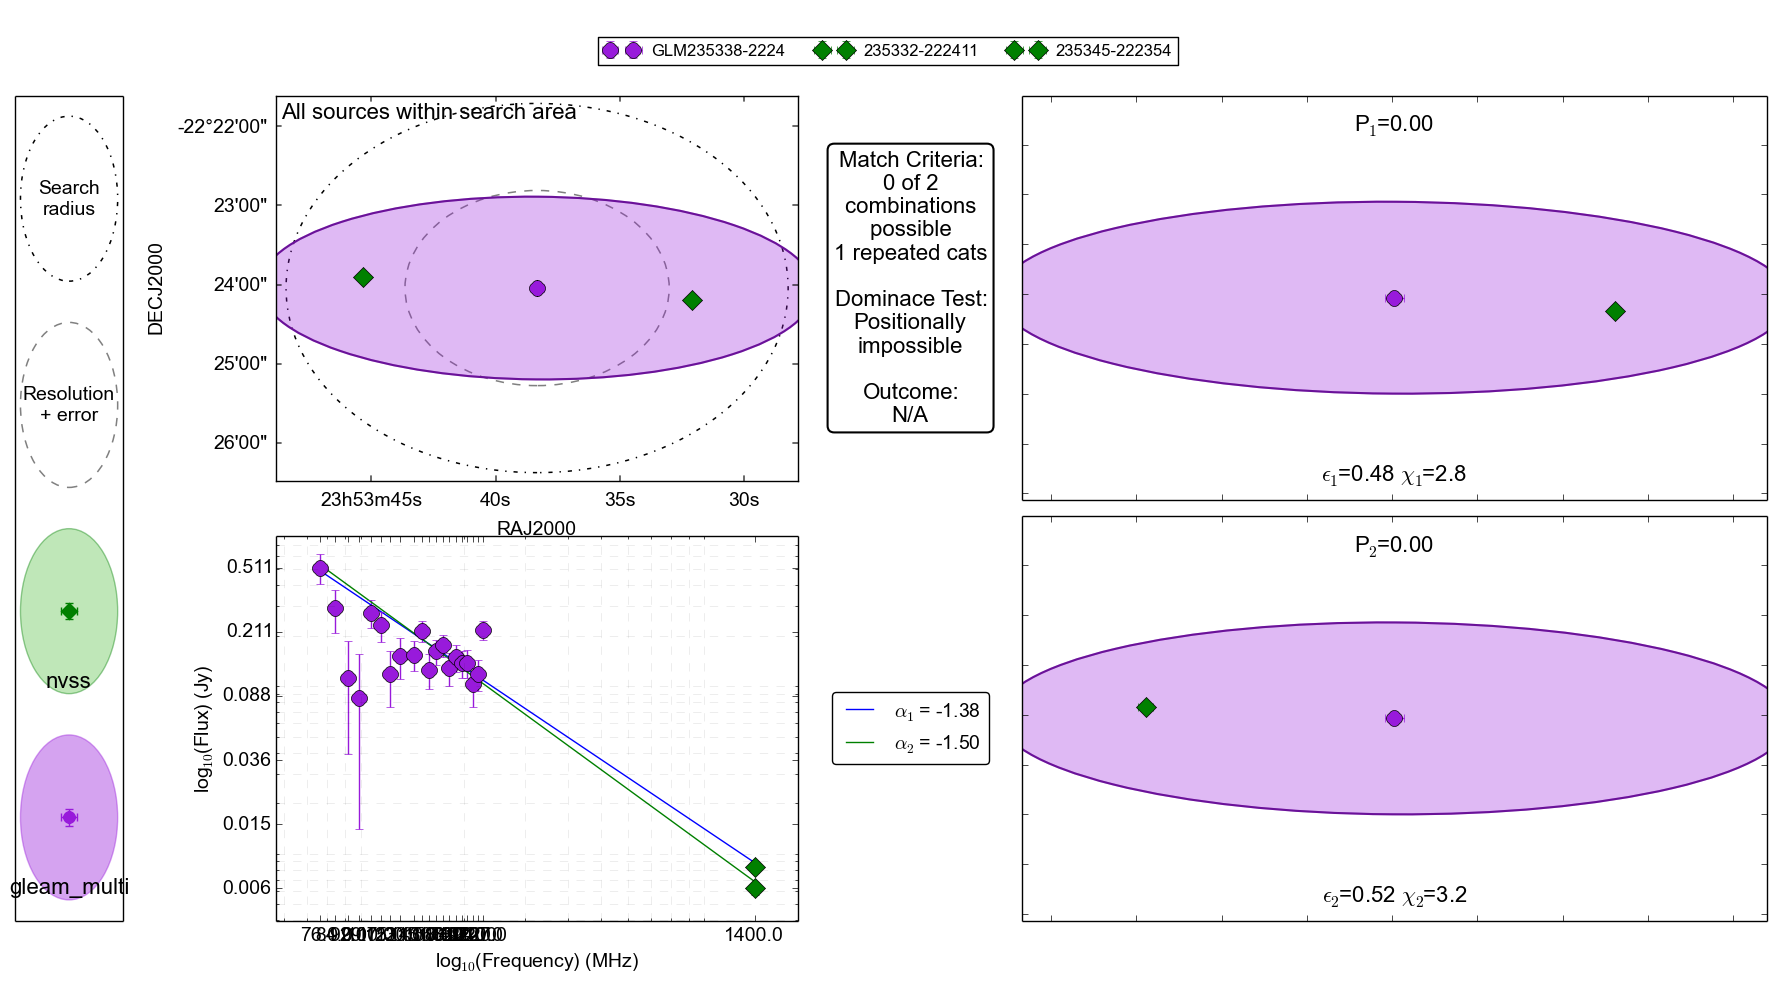 GLM235338-2224 235332-222411 235345-222354
Search
radius
Resolution
+ error
nvss
gleam_multi
All sources within search area
DECJ2000
-22°22'00"
23'00"
24'00"
25'00"
26'00"
23h53m45s 40s 35s 30s
RAJ2000
Match Criteria:
0 of 2
combinations
possible
1 repeated cats
Dominace Test:
Positionally
impossible
Outcome:
N/A
P1=0.00
ϵ1=0.48 χ1=2.8
P2=0.00
ϵ2=0.52 χ2=3.2
log10(Flux) (Jy)
0.511
0.211
0.088
0.036
0.015
0.006
1400.0
log10(Frequency) (MHz)
α1 = -1.38
α2 = -1.50